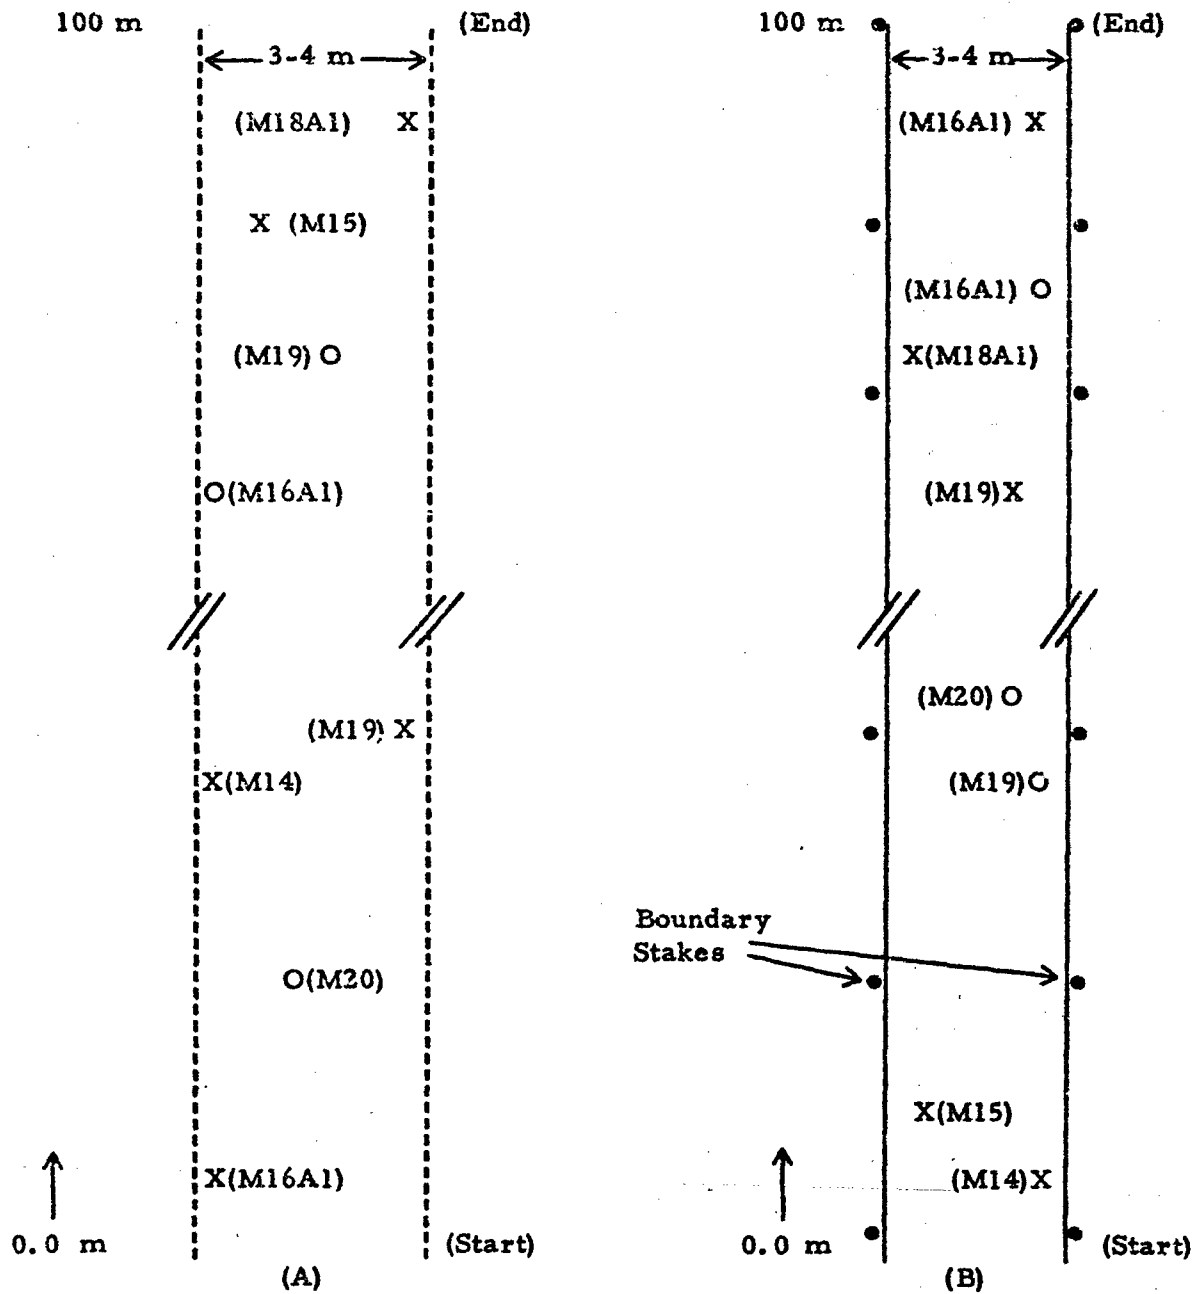 100 m
(End)
3-4 m
(M18A1) X
X (M15)
(M19) O
O(M16A1)
(M19) X
X(M14)
O(M20)
X(M16A1)
0.0 m
(Start)
(A)
100 m
(End)
3-4 m
(M16A1) X
(M16A1) O
X(M18A1)
(M19) X
(M20) O
(M19) O
Boundary
Stakes
X(M15)
(M14) X
0.0 m
(Start)
(B)